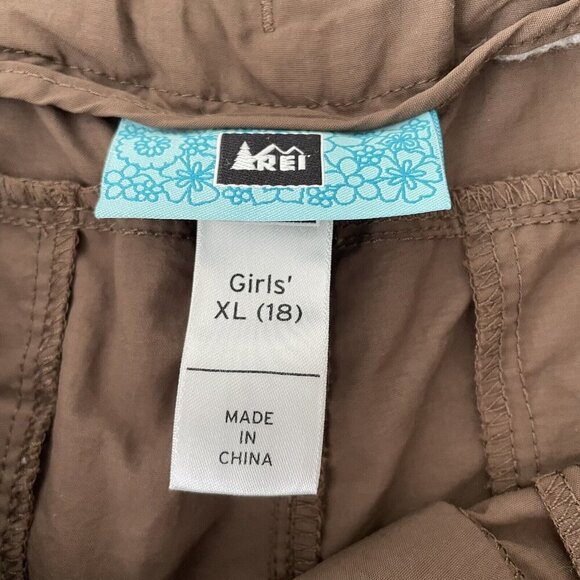 REI
Girls'
XL (18)
MADE
IN
CHINA